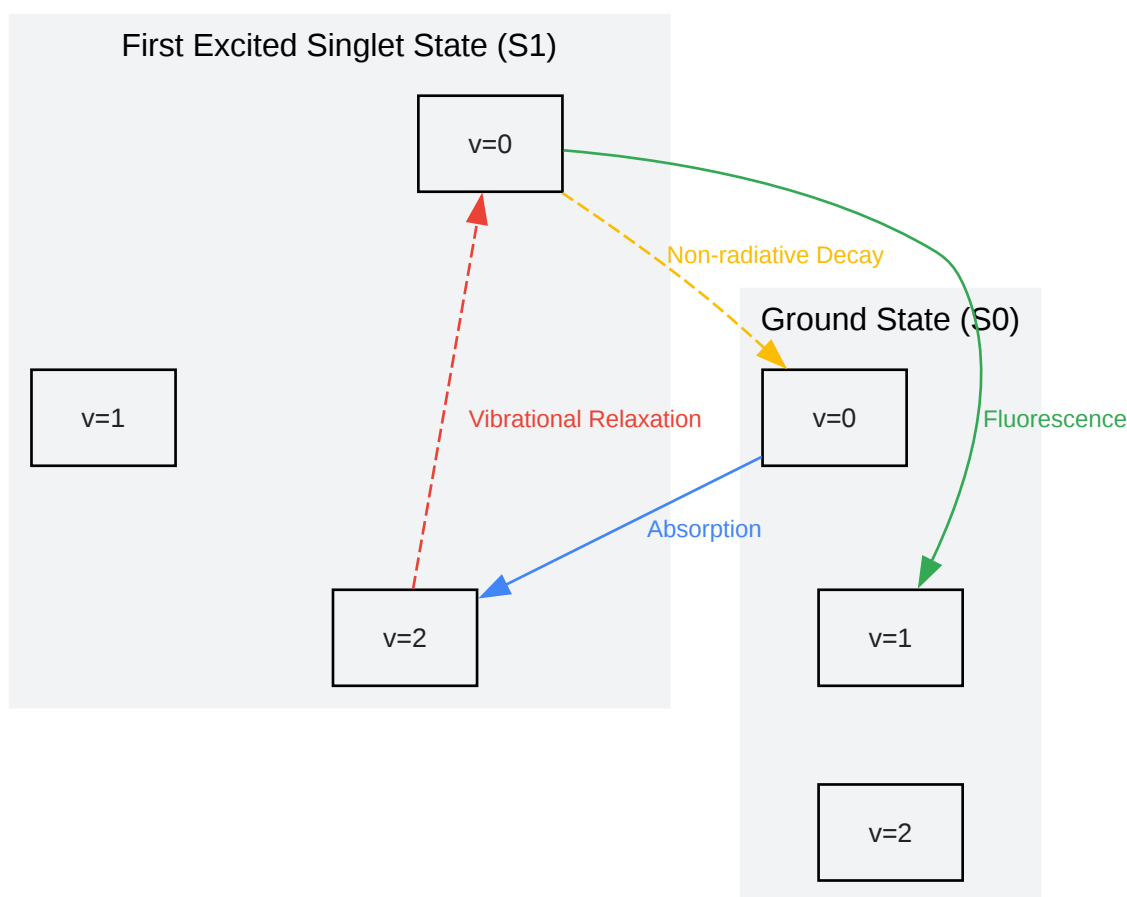 First Excited Singlet State (S1)
v=0
Non-radiative Decay
Ground State (S0)
v=1
Vibrational Relaxation
v=0
Fluorescence
Absorption
v=2
v=1
v=2